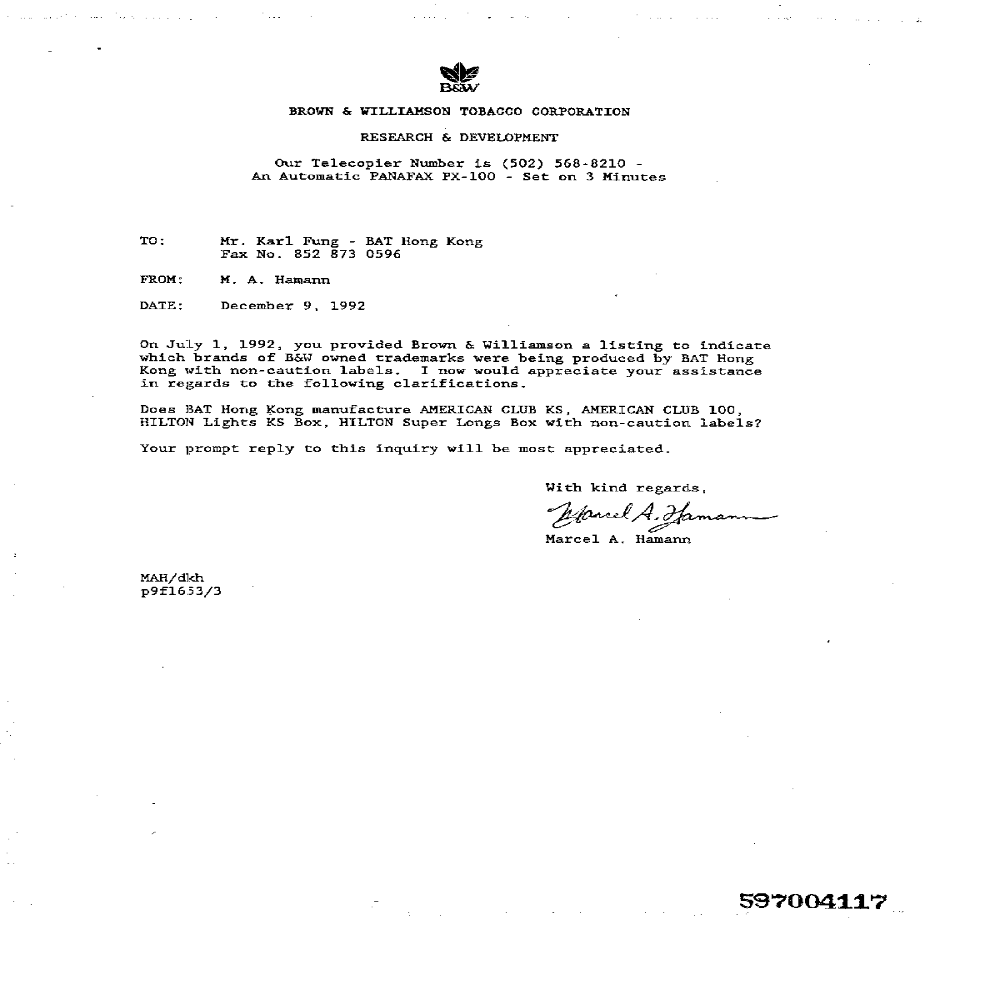 B&W
BROWN & WILLIAMSON TOBACCO CORPORATION
RESEARCH & DEVELOPMENT
Our Telecopier Number is (502) 568-8210 -
An Automatic PANAFAX PX-100 - Set on 3 Minutes
TO: Mr. Karl Fung - BAT Hong Kong
Fax No. 852 873 0596
FROM: M. A. Hamann
DATE: December 9, 1992
On July 1, 1992, you provided Brown & Williamson a listing to indicate
which brands of B&W owned trademarks were being produced by BAT Hong
Kong with non-caution labels. I now would appreciate your assistance
in regards to the following clarifications.
Does BAT Hong Kong manufacture AMERICAN CLUB KS, AMERICAN CLUB 100,
HILTON Lights KS Box, HILTON Super Longs Box with non-caution labels?
Your prompt reply to this inquiry will be most appreciated.
With kind regards,
Marcel A. Hamann
Marcel A. Hamann
MAH/dkh
p9f1653/3
597004117